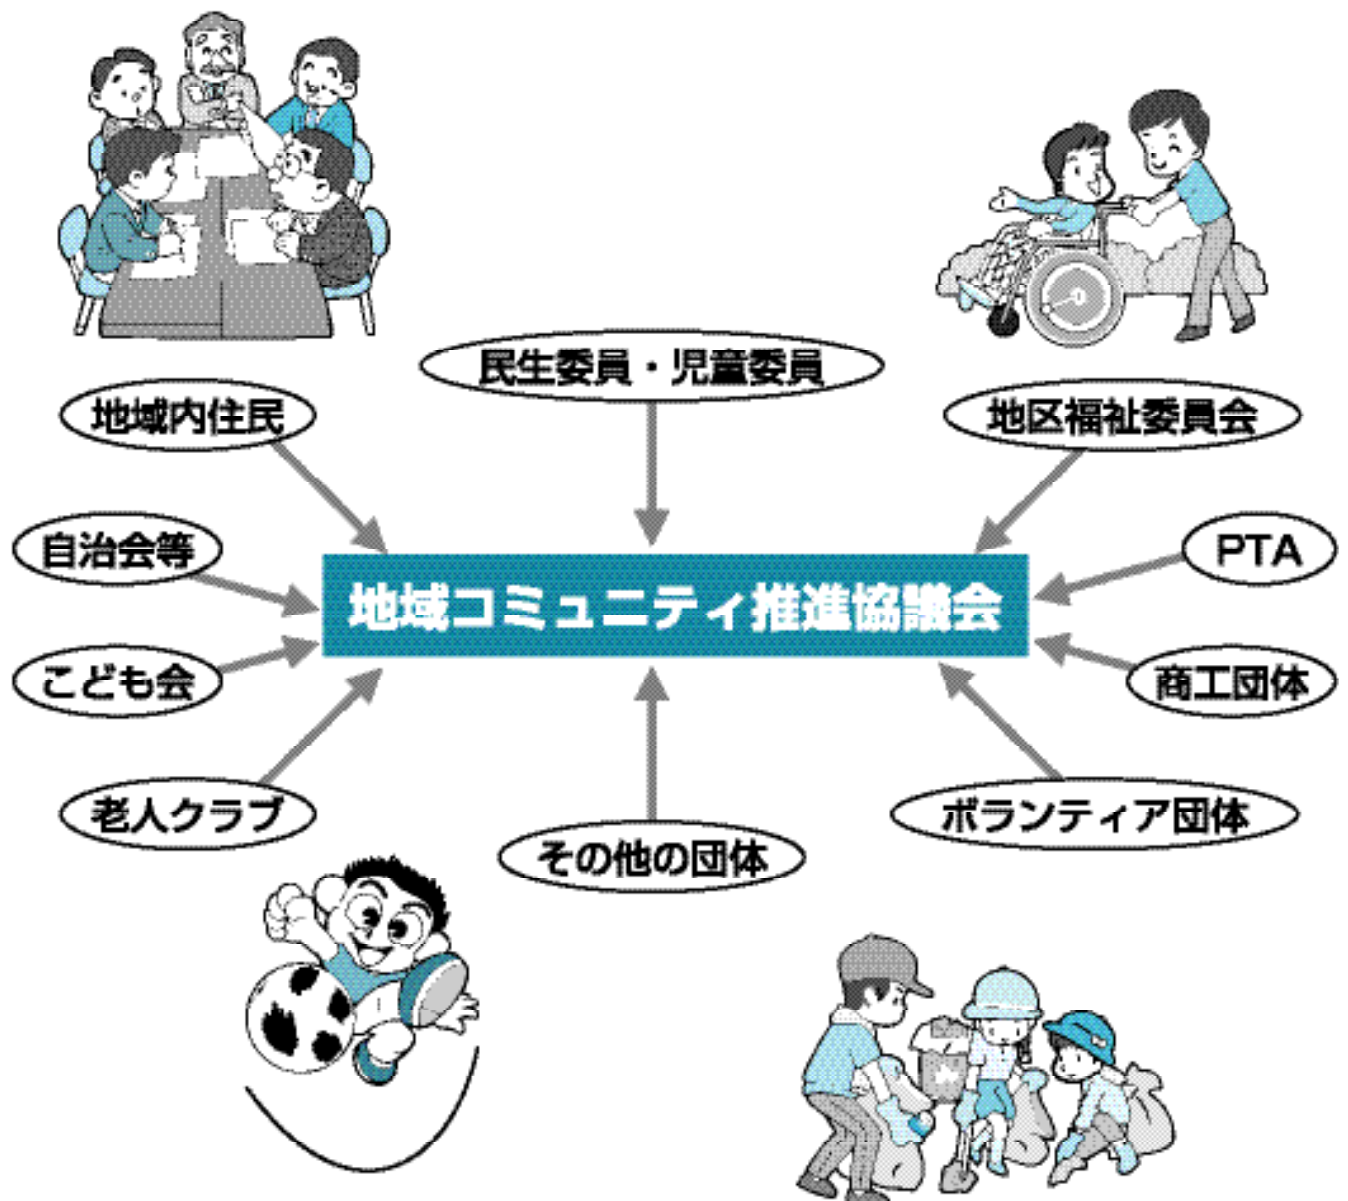 民生委員・児童委員
地域内住民
地区福祉委員会
自治会等
PTA
地域コミュニティ推進協議会
こども会
商工団体
老人クラブ
ボランティア団体
その他の団体